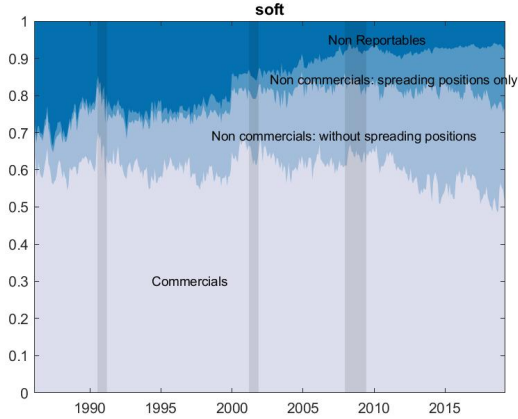 soft
1
0.9
0.8
0.7
0.6
0.5
0.4
0.3
0.2
0.1
0
Non Reportables
Non commercials: spreading positions only
Non commercials: without spreading positions
Commercials
1990 1995 2000 2005 2010 2015